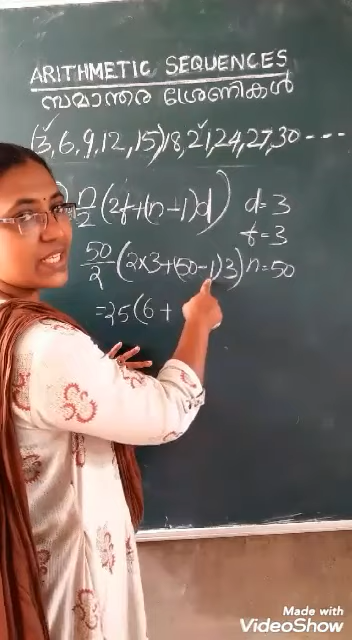 ARITHMETIC SEQUENCES
സമാന്തര ശ്രേണികൾ
(3, 6, 9, 12, 15) 18, 21, 24, 27, 30 - - - -
n/2 (2f+(n-1)d) d=3
f=3
50/2 (2×3+(50-1)3) n=50
=25(6+
Made with
VideoShow